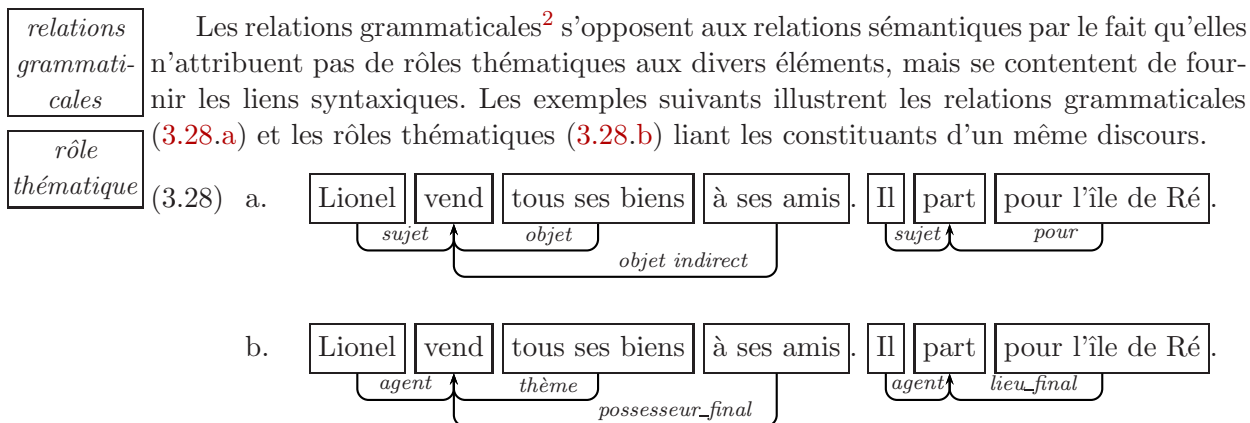 relations
grammati-
cales
rôle
thématique
Les relations grammaticales2 s'opposent aux relations sémantiques par le fait qu'elles
n'attribuent pas de rôles thématiques aux divers éléments, mais se contentent de four-
nir les liens syntaxiques. Les exemples suivants illustrent les relations grammaticales
(3.28.a) et les rôles thématiques (3.28.b) liant les constituants d'un même discours.
(3.28) a. Lionel vend tous ses biens à ses amis. Il part pour l'île de Ré.
sujet objet sujet pour
objet indirect
b. Lionel vend tous ses biens à ses amis. Il part pour l'île de Ré.
agent thème agent lieu_final
possesseur_final